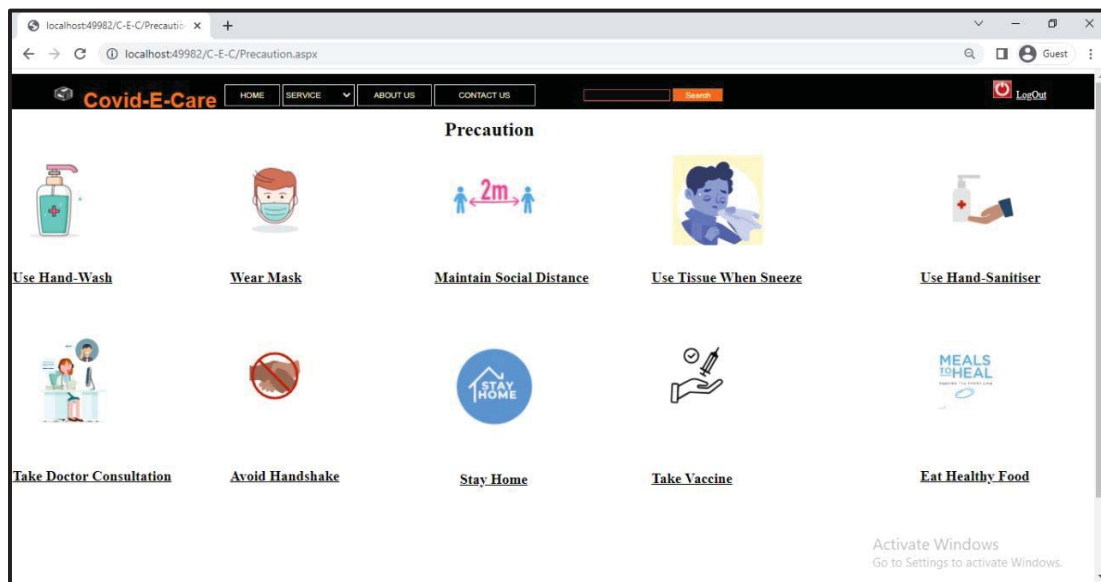 localhost:49982/C-E-C/Precautio
localhost:49982/C-E-C/Precaution.aspx
Guest
Covid-E-Care
HOME
SERVICE
ABOUT US
CONTACT US
Search
LogOut
Precaution
2m
Use Hand-Wash
Wear Mask
Maintain Social Distance
Use Tissue When Sneeze
Use Hand-Sanitiser
STAY
HOME
MEALS
TO HEAL
Take Doctor Consultation
Avoid Handshake
Stay Home
Take Vaccine
Eat Healthy Food
Activate Windows
Go to Settings to activate Windows.